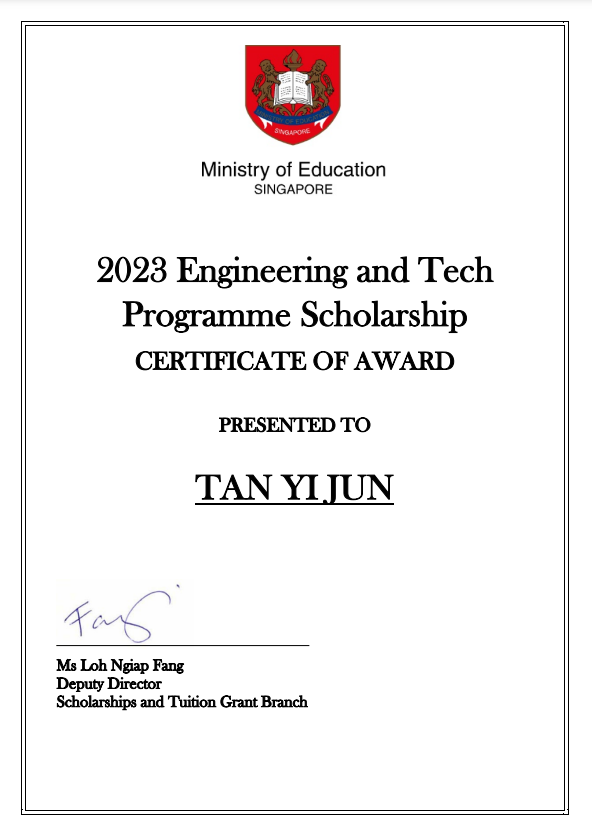 MINISTRY OF EDUCATION
SINGAPORE
Ministry of Education
SINGAPORE
2023 Engineering and Tech
Programme Scholarship
CERTIFICATE OF AWARD
PRESENTED TO
TAN YI JUN
Fang
Ms Loh Ngiap Fang
Deputy Director
Scholarships and Tuition Grant Branch